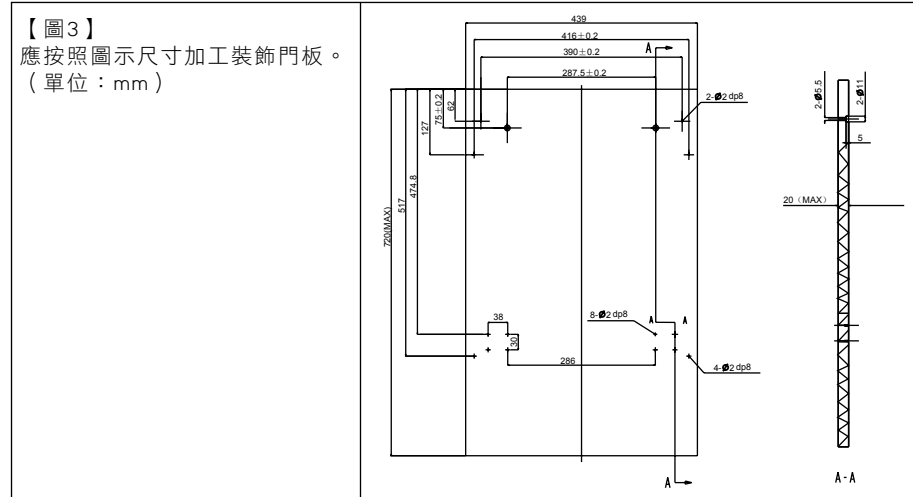 【圖3】
應按照圖示尺寸加工裝飾門板。
（單位：mm）
439
416±0.2
390±0.2
287.5±0.2
A
2-Ø2 dp8
62
75±0.2
127
474.8
517
720(MAX)
38
30
286
8-Ø2 dp8
A
A
4-Ø2 dp8
A
2-Ø5.5
2-Ø11
5
20（MAX）
A-A